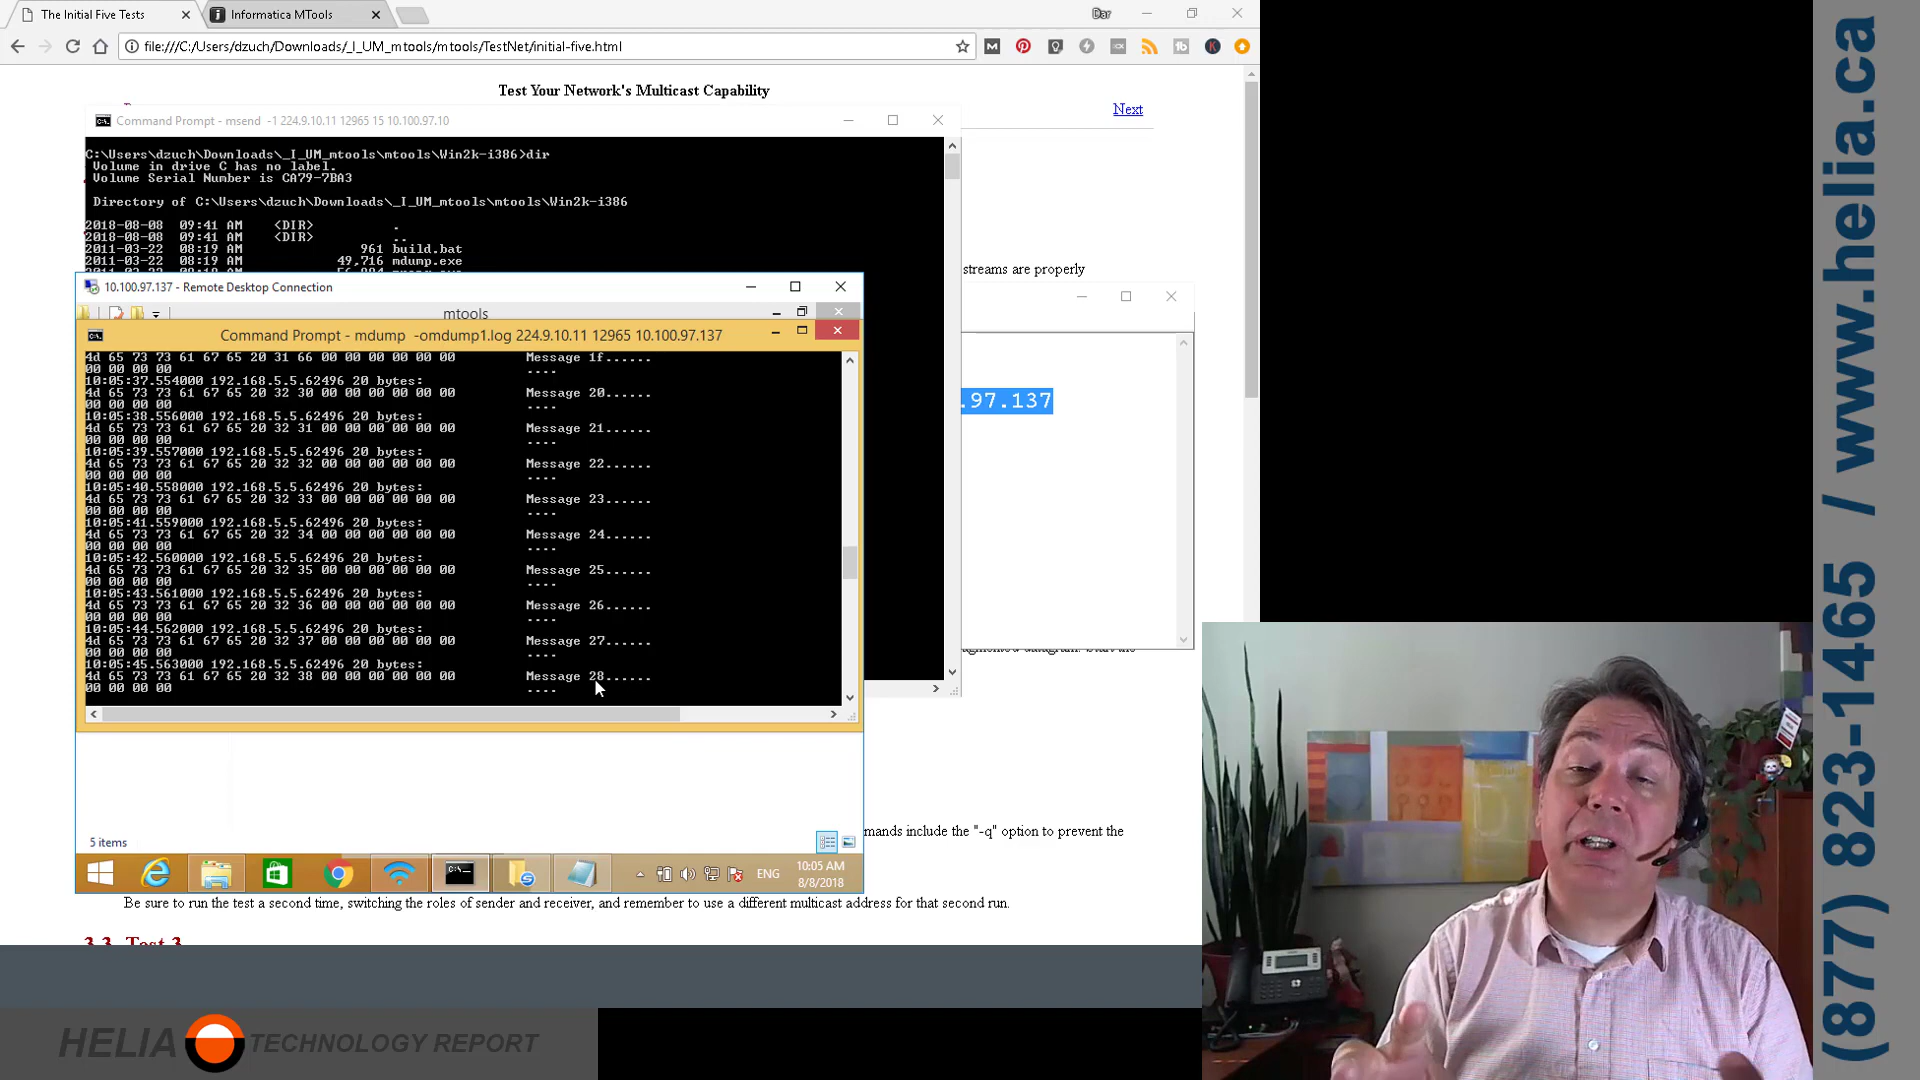 The Initial Five Tests
Informatica MTools
Dar
file:///C:/Users/dzuch/Downloads/_I_UM_mtools/mtools/TestNet/initial-five.html
Test Your Network's Multicast Capability
Next
Command Prompt - msend -1 224.9.10.11 12965 15 10.100.97.10
C:\Users\dzuch\Downloads\_I_UM_mtools\mtools\Win2k-i386>dir
Volume in drive C has no label.
Volume Serial Number is CA79-7BA3
Directory of C:\Users\dzuch\Downloads\_I_UM_mtools\mtools\Win2k-i386
2018-08-08 09:41 AM <DIR> .
2018-08-08 09:41 AM <DIR> ..
2011-03-22 08:19 AM 961 build.bat
2011-03-22 08:19 AM 49,716 mdump.exe
streams are properly
10.100.97.137 - Remote Desktop Connection
mtools
Command Prompt - mdump -omdump1.log 224.9.10.11 12965 10.100.97.137
4d 65 73 73 61 67 65 20 31 66 00 00 00 00 00 00 Message 1f......
00 00 00 00 ....
10:05:37.554000 192.168.5.5.62496 20 bytes:
4d 65 73 73 61 67 65 20 32 30 00 00 00 00 00 00 Message 20......
00 00 00 00 ....
10:05:38.556000 192.168.5.5.62496 20 bytes:
4d 65 73 73 61 67 65 20 32 31 00 00 00 00 00 00 Message 21......
00 00 00 00 ....
10:05:39.557000 192.168.5.5.62496 20 bytes:
4d 65 73 73 61 67 65 20 32 32 00 00 00 00 00 00 Message 22......
00 00 00 00 ....
10:05:40.558000 192.168.5.5.62496 20 bytes:
4d 65 73 73 61 67 65 20 32 33 00 00 00 00 00 00 Message 23......
00 00 00 00 ....
10:05:41.559000 192.168.5.5.62496 20 bytes:
4d 65 73 73 61 67 65 20 32 34 00 00 00 00 00 00 Message 24......
00 00 00 00 ....
10:05:42.560000 192.168.5.5.62496 20 bytes:
4d 65 73 73 61 67 65 20 32 35 00 00 00 00 00 00 Message 25......
00 00 00 00 ....
10:05:43.561000 192.168.5.5.62496 20 bytes:
4d 65 73 73 61 67 65 20 32 36 00 00 00 00 00 00 Message 26......
00 00 00 00 ....
10:05:44.562000 192.168.5.5.62496 20 bytes:
4d 65 73 73 61 67 65 20 32 37 00 00 00 00 00 00 Message 27......
00 00 00 00 ....
10:05:45.563000 192.168.5.5.62496 20 bytes:
4d 65 73 73 61 67 65 20 32 38 00 00 00 00 00 00 Message 28......
00 00 00 00 ....
.97.137
5 items
mands include the "-q" option to prevent the
ENG
10:05 AM
8/8/2018
Be sure to run the test a second time, switching the roles of sender and receiver, and remember to use a different multicast address for that second run.
3.3. Test 3
HELIA TECHNOLOGY REPORT
(877) 823-1465 / www.helia.ca